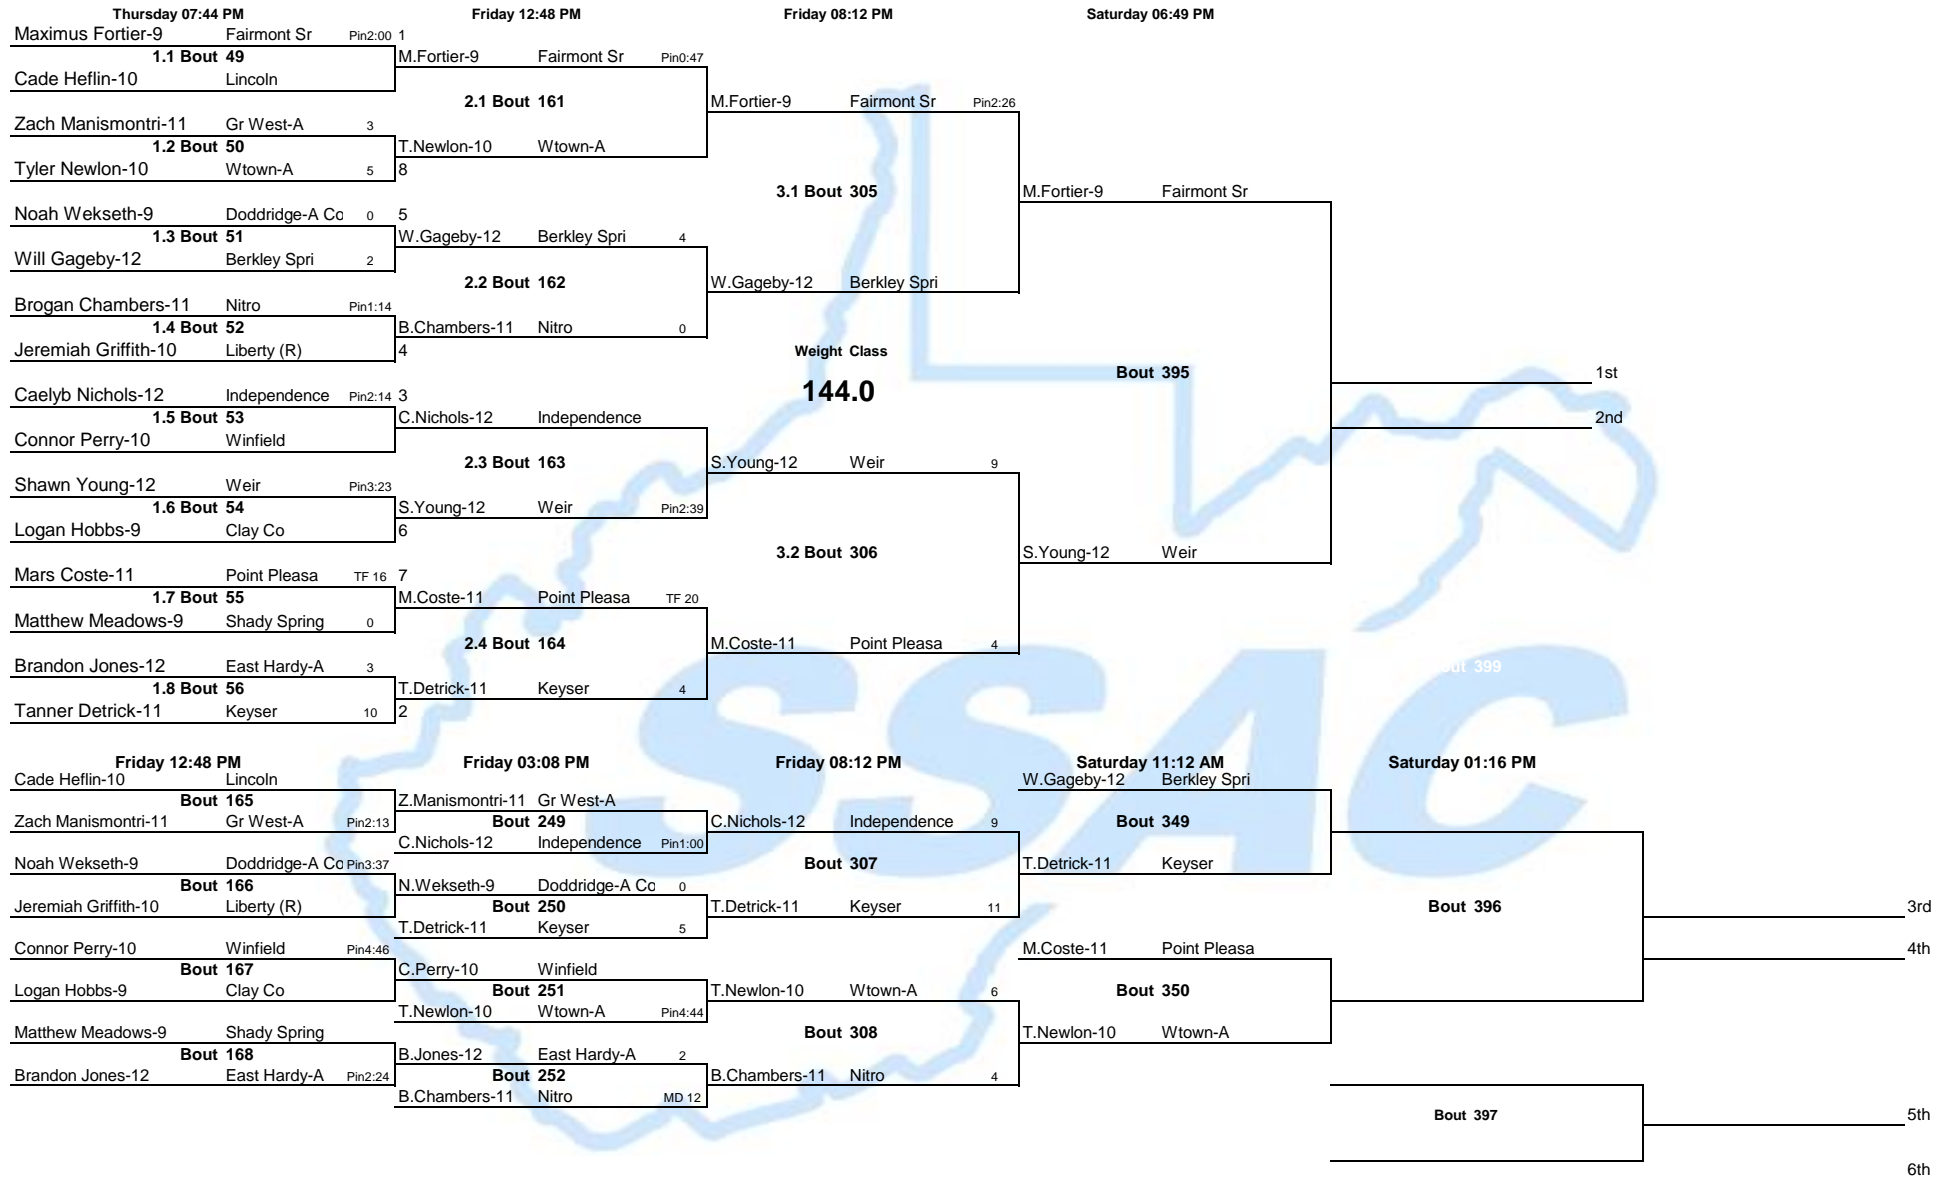 Thursday 07:44 PM Friday 12:48 PM Friday 08:12 PM Saturday 06:49 PM
Maximus Fortier-9 Fairmont Sr Pin2:00 1
1.1 Bout 49 M.Fortier-9 Fairmont Sr Pin0:47
Cade Heflin-10 Lincoln
2.1 Bout 161 M.Fortier-9 Fairmont Sr Pin2:26
Zach Manismontri-11 Gr West-A 3
1.2 Bout 50 T.Newlon-10 Wtown-A
Tyler Newlon-10 Wtown-A 5 8
3.1 Bout 305 M.Fortier-9 Fairmont Sr
Noah Wekseth-9 Doddridge-A Co 0 5
1.3 Bout 51 W.Gageby-12 Berkley Spri 4
Will Gageby-12 Berkley Spri 2
2.2 Bout 162 W.Gageby-12 Berkley Spri
Brogan Chambers-11 Nitro Pin1:14
1.4 Bout 52 B.Chambers-11 Nitro 0
Jeremiah Griffith-10 Liberty (R) 4 Weight Class
Bout 395 1st
Caelyb Nichols-12 Independence Pin2:14 3 144.0
1.5 Bout 53 C.Nichols-12 Independence 2nd
Connor Perry-10 Winfield
2.3 Bout 163 S.Young-12 Weir 9
Shawn Young-12 Weir Pin3:23
1.6 Bout 54 S.Young-12 Weir Pin2:39
Logan Hobbs-9 Clay Co 6
3.2 Bout 306 S.Young-12 Weir
Mars Coste-11 Point Pleasa TF 16 7
1.7 Bout 55 M.Coste-11 Point Pleasa TF 20
Matthew Meadows-9 Shady Spring 0
2.4 Bout 164 M.Coste-11 Point Pleasa 4
Brandon Jones-12 East Hardy-A 3 399
1.8 Bout 56 T.Detrick-11 Keyser 4
Tanner Detrick-11 Keyser 10 2
SSAC
Friday 12:48 PM Friday 03:08 PM Friday 08:12 PM Saturday 11:12 AM Saturday 01:16 PM
Cade Heflin-10 Lincoln W.Gageby-12 Berkley Spri
Bout 165 Z.Manismontri-11 Gr West-A
Zach Manismontri-11 Gr West-A Pin2:13 Bout 249 C.Nichols-12 Independence 9 Bout 349
C.Nichols-12 Independence Pin1:00
Noah Wekseth-9 Doddridge-A Co Pin3:37 Bout 307 T.Detrick-11 Keyser
Bout 166 N.Wekseth-9 Doddridge-A Co 0
Jeremiah Griffith-10 Liberty (R) Bout 250 T.Detrick-11 Keyser 11 Bout 396 3rd
T.Detrick-11 Keyser 5
Connor Perry-10 Winfield Pin4:46 M.Coste-11 Point Pleasa 4th
Bout 167 C.Perry-10 Winfield
Logan Hobbs-9 Clay Co Bout 251 T.Newlon-10 Wtown-A 6 Bout 350
T.Newlon-10 Wtown-A Pin4:44
Matthew Meadows-9 Shady Spring Bout 308 T.Newlon-10 Wtown-A
Bout 168 B.Jones-12 East Hardy-A 2
Brandon Jones-12 East Hardy-A Pin2:24 Bout 252 B.Chambers-11 Nitro 4
B.Chambers-11 Nitro MD 12
Bout 397 5th
6th